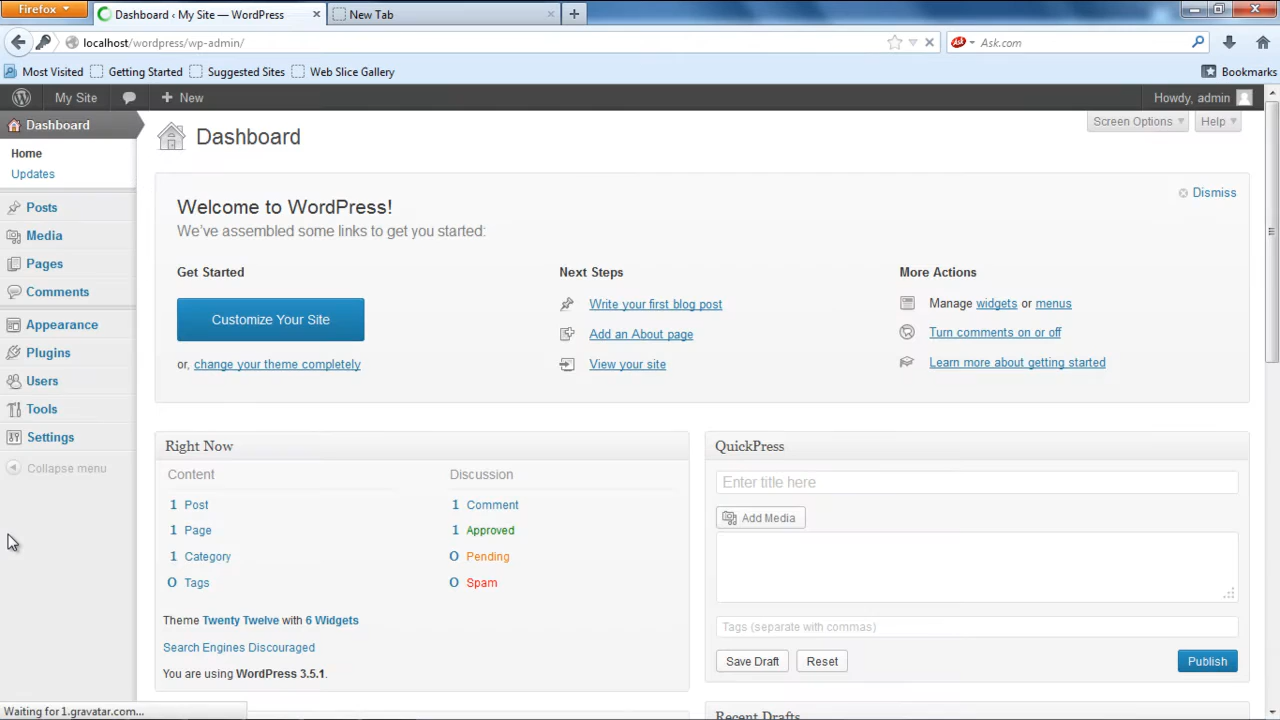 Firefox
Dashboard ‹ My Site — WordPress
New Tab
localhost/wordpress/wp-admin/
Ask.com
Most Visited
Getting Started
Suggested Sites
Web Slice Gallery
Bookmarks
My Site
New
Howdy, admin
Dashboard
Home
Updates
Posts
Media
Pages
Comments
Appearance
Plugins
Users
Tools
Settings
Collapse menu
Dashboard
Screen Options
Help
Welcome to WordPress!
Dismiss
We've assembled some links to get you started:
Get Started
Customize Your Site
or, change your theme completely
Next Steps
Write your first blog post
Add an About page
View your site
More Actions
Manage widgets or menus
Turn comments on or off
Learn more about getting started
Right Now
Content
1 Post
1 Page
1 Category
0 Tags
Discussion
1 Comment
1 Approved
0 Pending
0 Spam
Theme Twenty Twelve with 6 Widgets
Search Engines Discouraged
You are using WordPress 3.5.1.
QuickPress
Enter title here
Add Media
Tags (separate with commas)
Save Draft
Reset
Publish
Recent Drafts
Waiting for 1.gravatar.com...